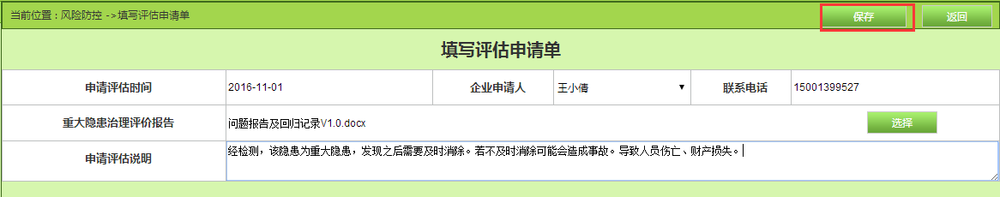 当前位置：风险防控 ->填写评估申请单 保存 返回
填写评估申请单
申请评估时间 2016-11-01 企业申请人 王小倩 联系电话 15001399527
重大隐患治理评价报告 问题报告及回归记录V1.0.docx 选择
申请评估说明 经检测，该隐患为重大隐患，发现之后需要及时消除。若不及时消除可能会造成事故。导致人员伤亡、财产损失。